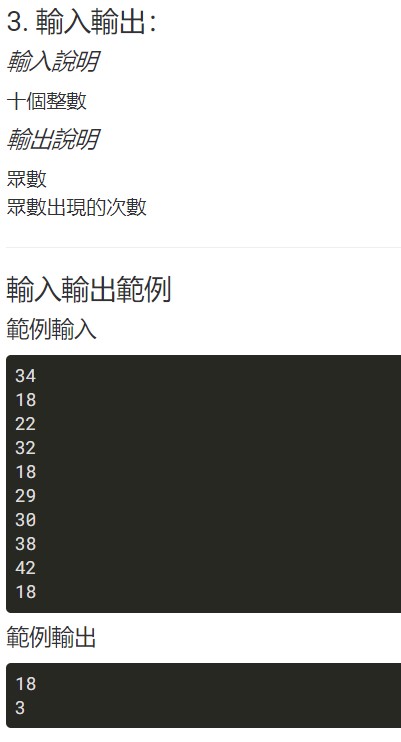 3. 輸入輸出：
輸入說明
十個整數
輸出說明
眾數
眾數出現的次數
輸入輸出範例
範例輸入
34
18
22
32
18
29
30
38
42
18
範例輸出
18
3